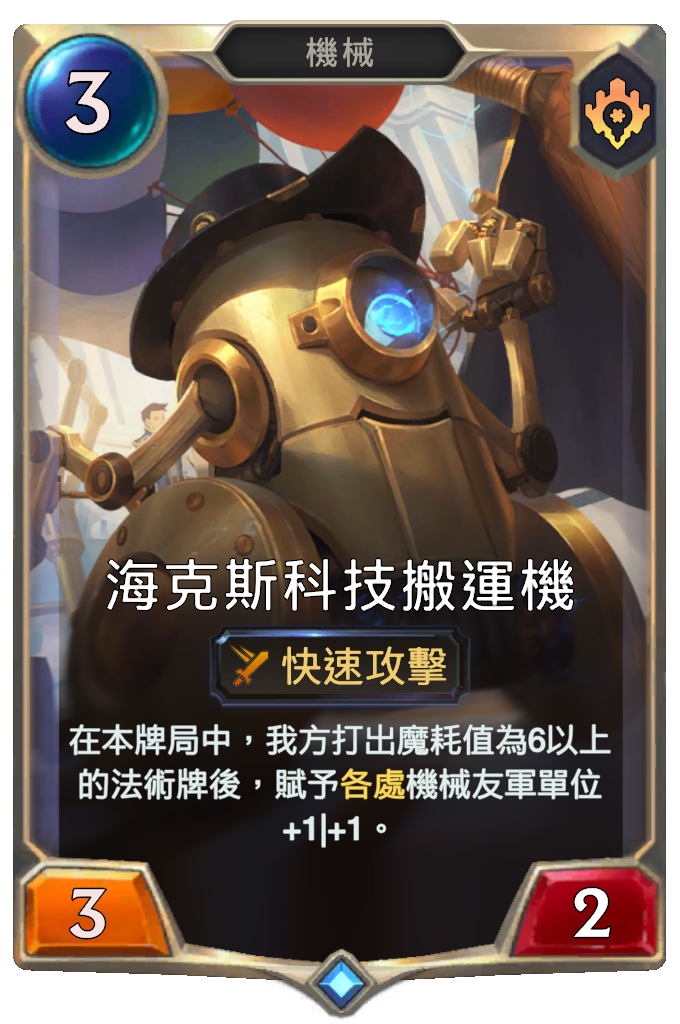 3
機械
海克斯科技搬運機
快速攻擊
在本牌局中，我方打出魔耗值為6以上
的法術牌後，賦予各處機械友軍單位
+1|+1。
3
2